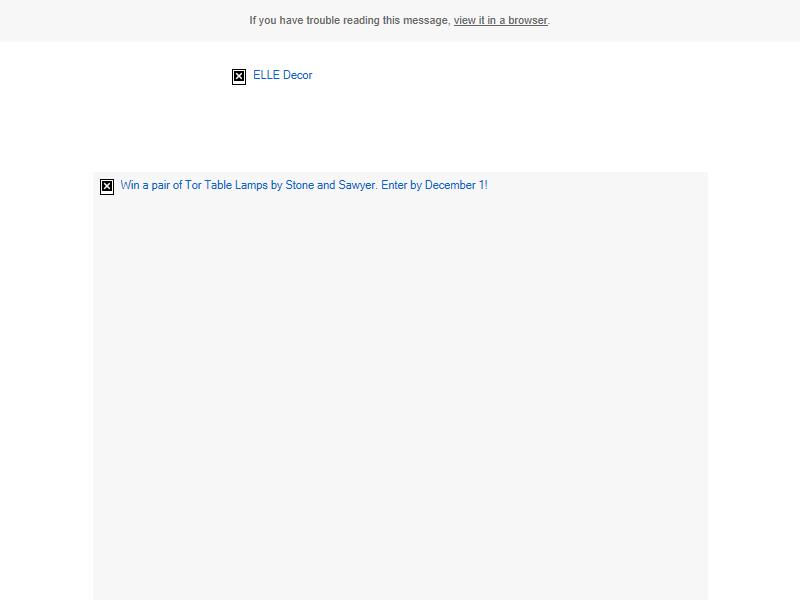 If you have trouble reading this message, view it in a browser.
ELLE Decor
Win a pair of Tor Table Lamps by Stone and Sawyer. Enter by December 1!